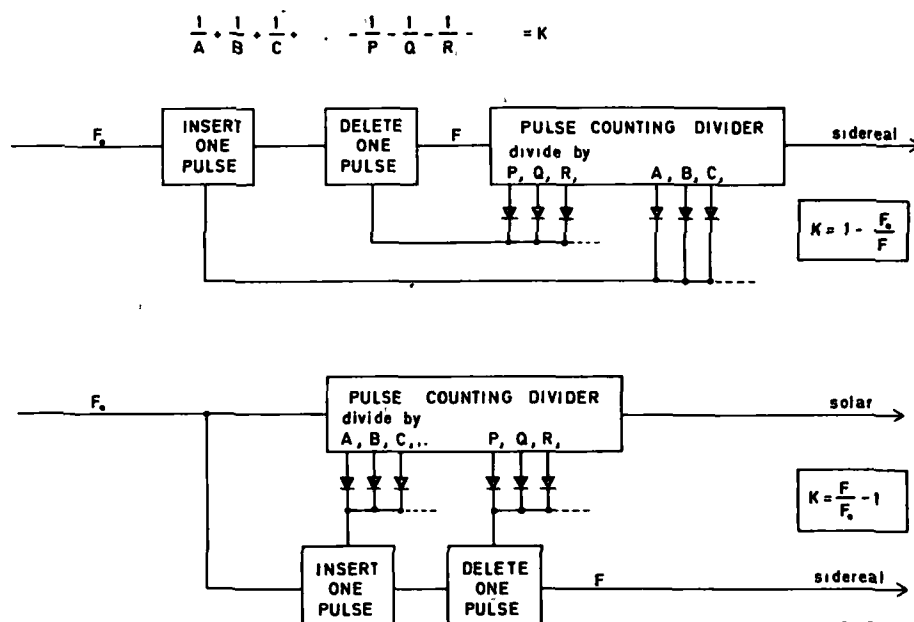 1/A + 1/B + 1/C + . - 1/P - 1/Q - 1/R - = K
F₀
INSERT ONE PULSE
DELETE ONE PULSE
F
PULSE COUNTING DIVIDER
divide by
P, Q, R, A, B, C,
sidereal
K = 1 - F₀/F
F₀
PULSE COUNTING DIVIDER
divide by
A, B, C,.. P, Q, R,
solar
K = F/F₀ - 1
INSERT ONE PULSE
DELETE ONE PULSE
F
sidereal